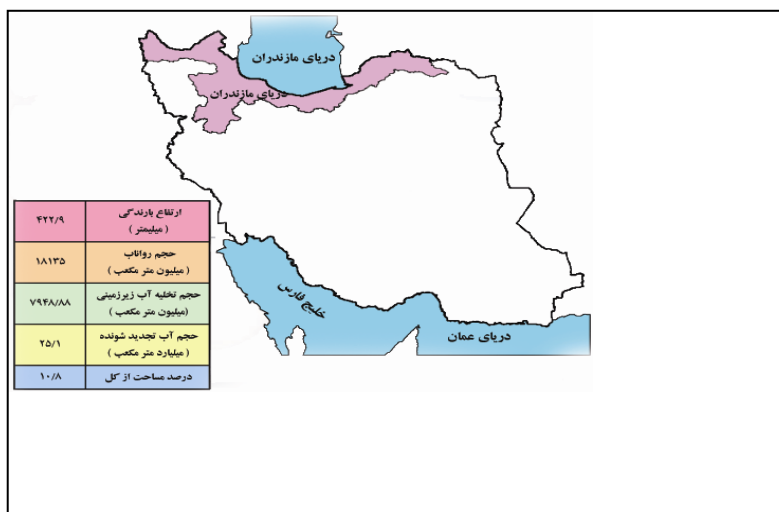 دریای مازندران
دریای مازندران
ارتفاع بارندگی
( میلیمتر )
۴۲۲/۹
حجم رواناب
( میلیون متر مکعب )
۱۸۱۳۵
حجم تخلیه آب زیرزمینی
(میلیون متر مکعب )
۷۹۴۸/۸۸
حجم آب تجدید شونده
( میلیارد متر مکعب )
۲۵/۱
درصد مساحت از کل
۱۰/۸
خلیج فارس
دریای عمان